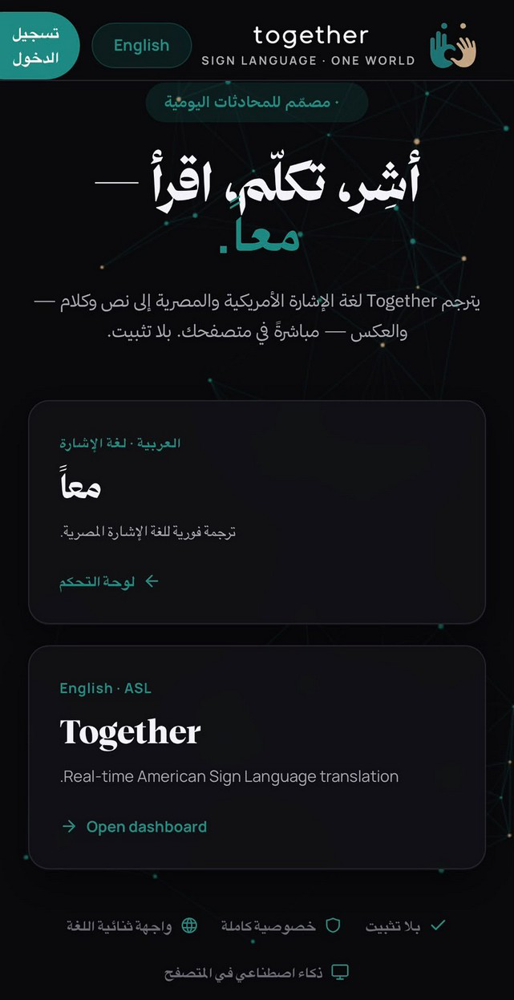 together
SIGN LANGUAGE · ONE WORLD
English
تسجيل
الدخول
· مصمّم للمحادثات اليومية
أشِر، تكلّم، اقرأ —
معاً.
يترجم Together لغة الإشارة الأمريكية والمصرية إلى نص وكلام —
والعكس — مباشرةً في متصفحك. بلا تثبيت.
العربية · لغة الإشارة
معاً
ترجمة فورية للغة الإشارة المصرية.
← لوحة التحكم
English · ASL
Together
.Real-time American Sign Language translation
→ Open dashboard
بلا تثبيت
خصوصية كاملة
واجهة ثنائية اللغة
ذكاء اصطناعي في المتصفح